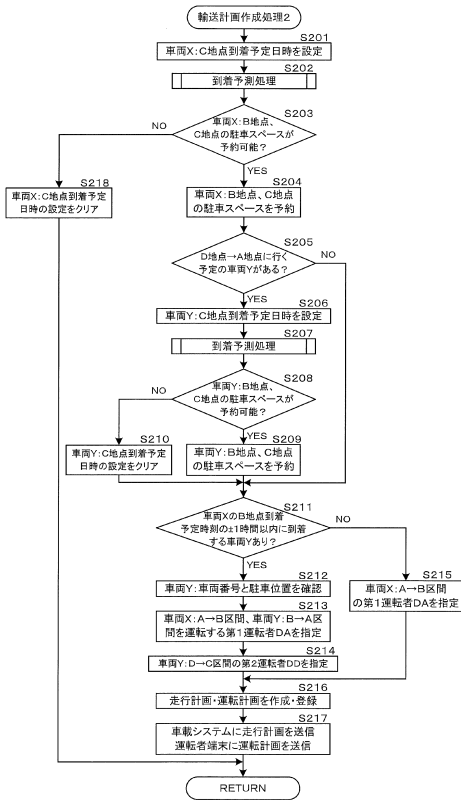 輸送計画作成処理2
S201
車両X:C地点到着予定日時を設定
S202
到着予測処理
S203
車両X:B地点、
C地点の駐車スペースが
予約可能?
NO
YES
S218
車両X:C地点到着予定
日時の設定をクリア
S204
車両X:B地点、C地点
の駐車スペースを予約
S205
D地点→A地点に行く
予定の車両Yがある?
NO
YES
S206
車両Y:C地点到着予定日時を設定
S207
到着予測処理
S208
車両Y:B地点、
C地点の駐車スペースが
予約可能?
NO
YES
S210
車両Y:C地点到着予定
日時の設定をクリア
S209
車両Y:B地点、C地点
の駐車スペースを予約
S211
車両XのB地点到着
予定時刻の±1時間以内に到着
する車両Yあり?
NO
YES
S212
車両Y:車両番号と駐車位置を確認
S215
車両X:A→B区間
の第1運転者DAを指定
S213
車両X:A→B区間、車両Y:B→A区
間を運転する第1運転者DAを指定
S214
車両Y:D→C区間の第2運転者DDを指定
S216
走行計画・運転計画を作成・登録
S217
車載システムに走行計画を送信
運転者端末に運転計画を送信
RETURN